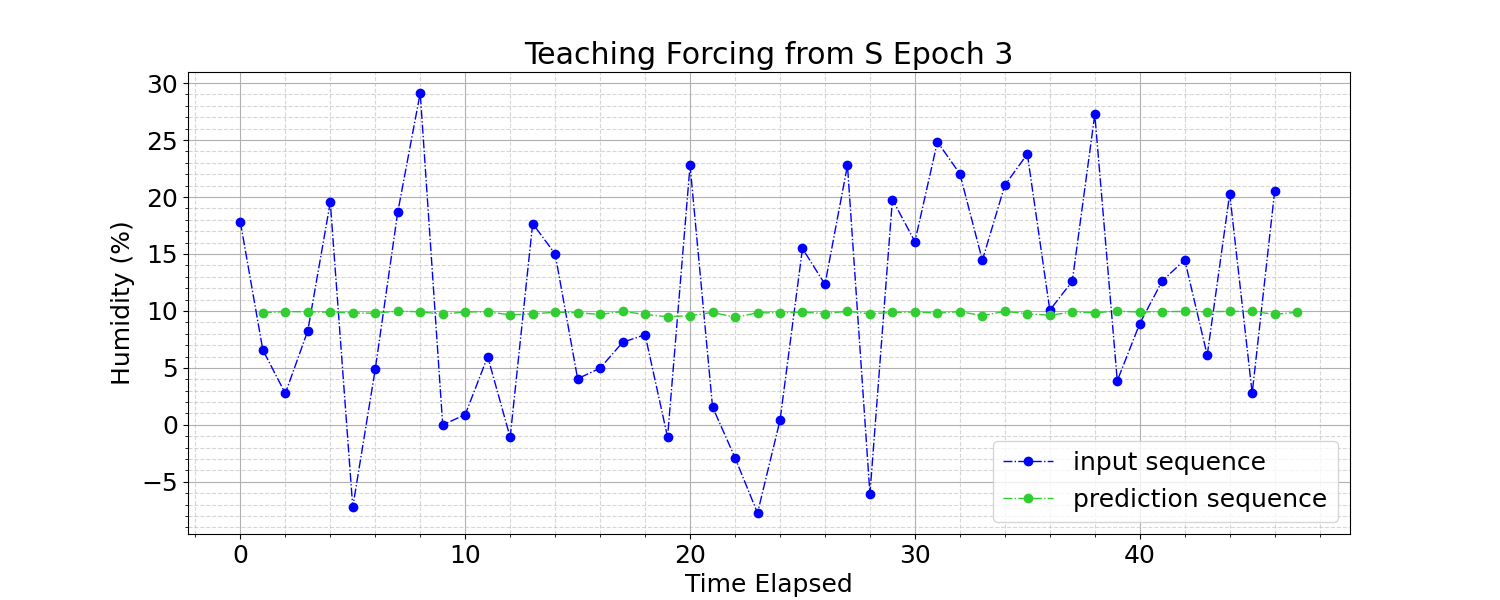 Teaching Forcing from S Epoch 3
30
25
20
15
10
5
0
−5
Humidity (%)
input sequence
prediction sequence
0 10 20 30 40
Time Elapsed